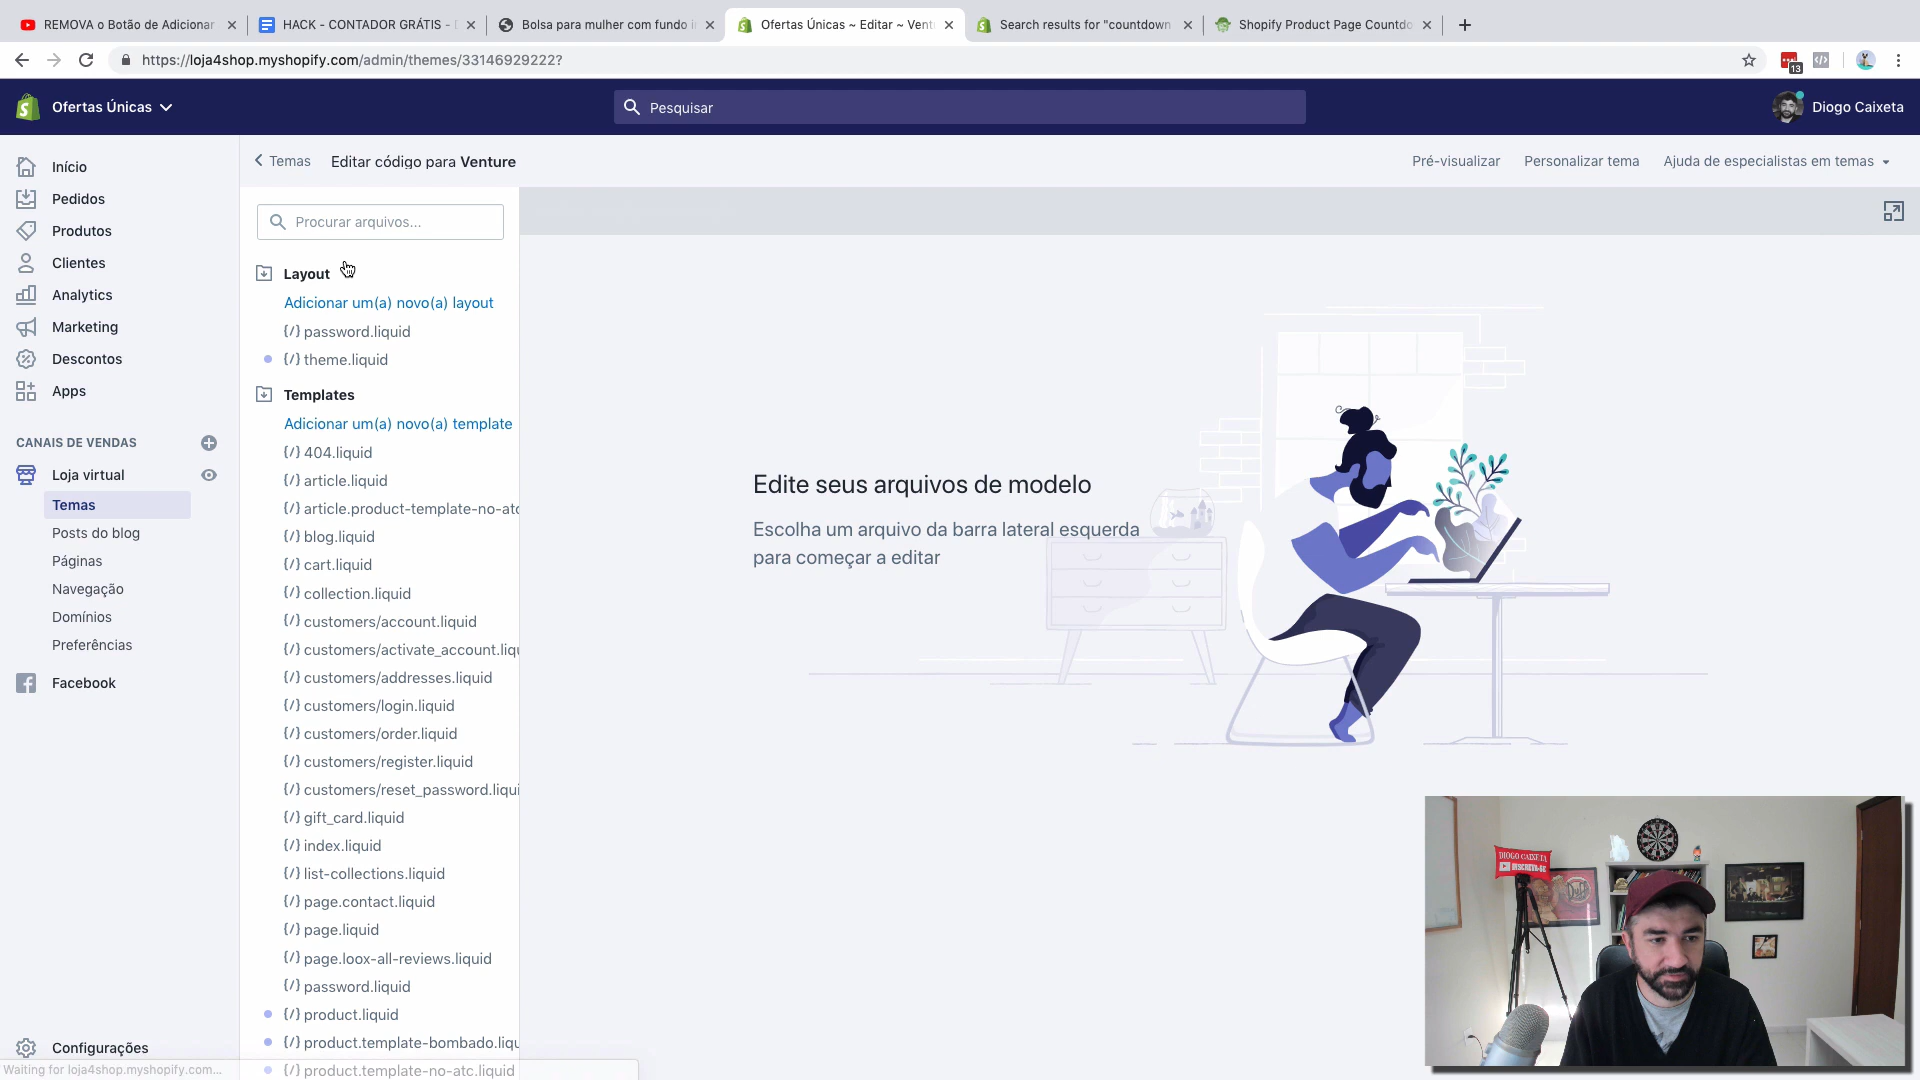 REMOVA o Botão de Adicionar
HACK - CONTADOR GRÁTIS -
Bolsa para mulher com fundo
Ofertas Únicas ~ Editar ~ Vent
Search results for "countdown
Shopify Product Page Countdo
https://loja4shop.myshopify.com/admin/themes/33146929222?
13
Ofertas Únicas
Pesquisar
Diogo Caixeta
Início
Pedidos
Produtos
Clientes
Analytics
Marketing
Descontos
Apps
CANAIS DE VENDAS
Loja virtual
Temas
Posts do blog
Páginas
Navegação
Domínios
Preferências
Facebook
Configurações
Waiting for loja4shop.myshopify.com...
Temas
Editar código para Venture
Pré-visualizar
Personalizar tema
Ajuda de especialistas em temas
Procurar arquivos...
Layout
Adicionar um(a) novo(a) layout
{/} password.liquid
{/} theme.liquid
Templates
Adicionar um(a) novo(a) template
{/} 404.liquid
{/} article.liquid
{/} article.product-template-no-atc
{/} blog.liquid
{/} cart.liquid
{/} collection.liquid
{/} customers/account.liquid
{/} customers/activate_account.liqu
{/} customers/addresses.liquid
{/} customers/login.liquid
{/} customers/order.liquid
{/} customers/register.liquid
{/} customers/reset_password.liqui
{/} gift_card.liquid
{/} index.liquid
{/} list-collections.liquid
{/} page.contact.liquid
{/} page.liquid
{/} page.loox-all-reviews.liquid
{/} password.liquid
{/} product.liquid
{/} product.template-bombado.liqu
{/} product.template-no-atc.liquid
Edite seus arquivos de modelo
Escolha um arquivo da barra lateral esquerda
para começar a editar
DIOGO CAIXETA
INSCREVA-SE
Duff